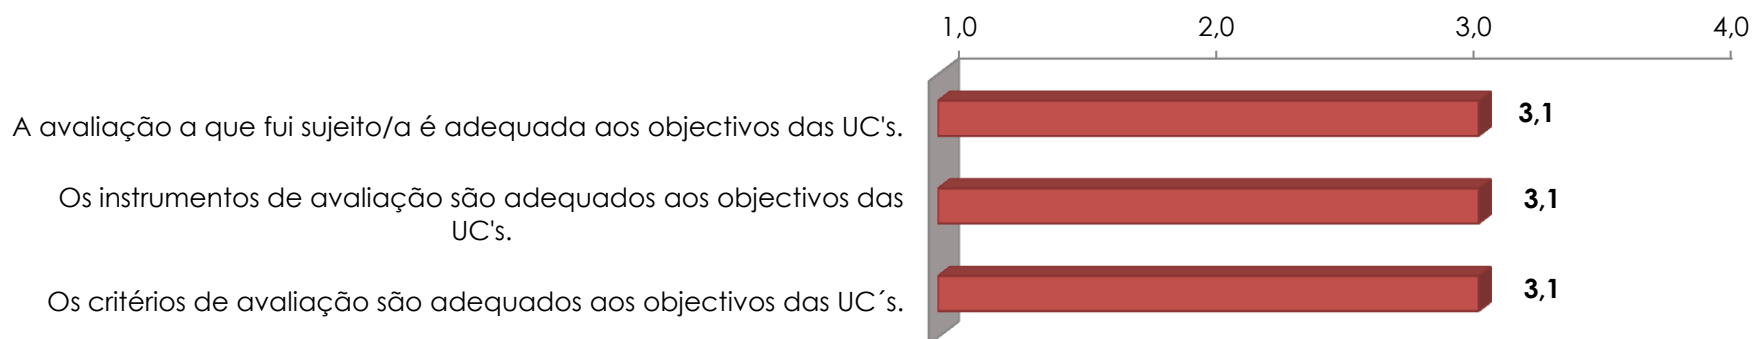 1,0 2,0 3,0 4,0
A avaliação a que fui sujeito/a é adequada aos objectivos das UC's.
3,1
Os instrumentos de avaliação são adequados aos objectivos das
UC's.
3,1
Os critérios de avaliação são adequados aos objectivos das UC´s.
3,1